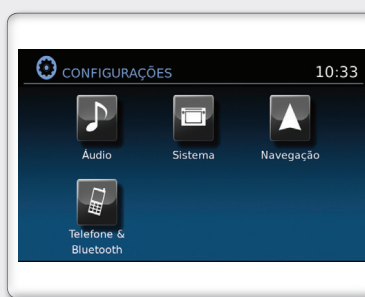 CONFIGURAÇÕES 10:33
Áudio Sistema Navegação
Telefone &
Bluetooth